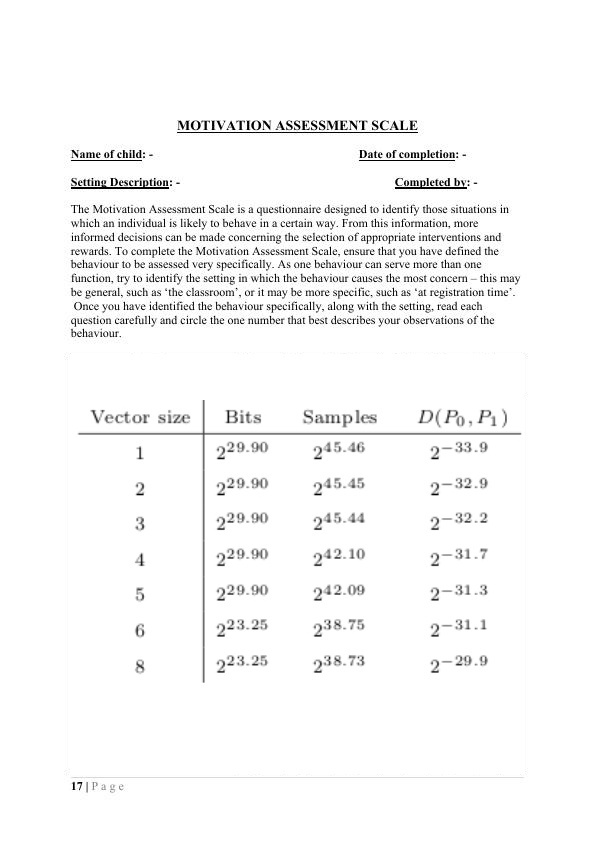 MOTIVATION ASSESSMENT SCALE
Name of child: - Date of completion: -
Setting Description: - Completed by: -
The Motivation Assessment Scale is a questionnaire designed to identify those situations in
which an individual is likely to behave in a certain way. From this information, more
informed decisions can be made concerning the selection of appropriate interventions and
rewards. To complete the Motivation Assessment Scale, ensure that you have defined the
behaviour to be assessed very specifically. As one behaviour can serve more than one
function, try to identify the setting in which the behaviour causes the most concern – this may
be general, such as ‘the classroom’, or it may be more specific, such as ‘at registration time’.
Once you have identified the behaviour specifically, along with the setting, read each
question carefully and circle the one number that best describes your observations of the
behaviour.
Vector size Bits Samples D(P₀, P₁)
1 2^29.90 2^45.46 2^−33.9
2 2^29.90 2^45.45 2^−32.9
3 2^29.90 2^45.44 2^−32.2
4 2^29.90 2^42.10 2^−31.7
5 2^29.90 2^42.09 2^−31.3
6 2^23.25 2^38.75 2^−31.1
8 2^23.25 2^38.73 2^−29.9
17 | P a g e